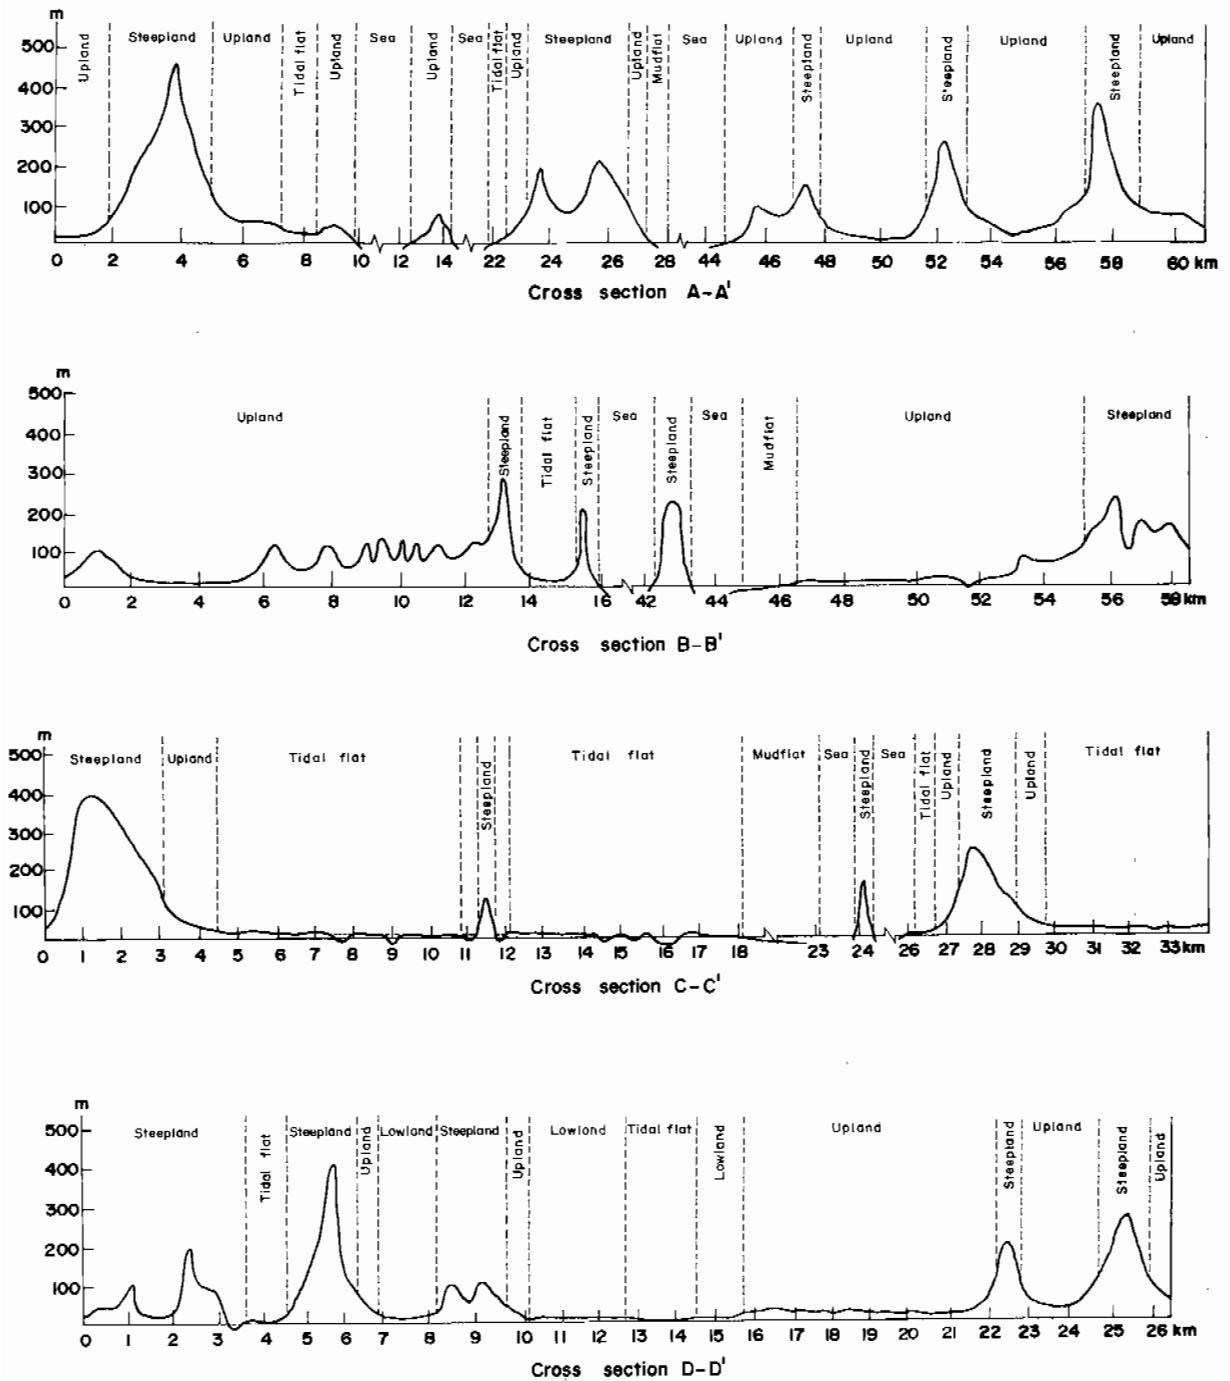 m
Upland Steepland Upland Tidal flat Upland Sea Upland Sea Tidal flat Upland Steepland Upland Mudflat Sea Upland Steepland Upland Steepland Upland Steepland Upland
500
400
300
200
100
0 2 4 6 8 10 12 14 22 24 26 28 44 46 48 50 52 54 56 58 60 km
Cross section A-A'
m
500
Upland Steepland Tidal flat Steepland Sea Steepland Sea Mudflat Upland Steepland
400
300
200
100
0 2 4 6 8 10 12 14 16 42 44 46 48 50 52 54 56 58 km
Cross section B-B'
m
500
Steepland Upland Tidal flat Steepland Tidal flat Mudflat Sea Steepland Sea Tidal flat Upland Steepland Upland Tidal flat
400
300
200
100
0 1 2 3 4 5 6 7 8 9 10 11 12 13 14 15 16 17 18 23 24 26 27 28 29 30 31 32 33 km
Cross section C-C'
m
500
Steepland Tidal flat Steepland Upland Lowland Steepland Upland Lowlond Tidal flat Lowland Upland Steepland Upland Steepland Upland
400
300
200
100
0 1 2 3 4 5 6 7 8 9 10 11 12 13 14 15 16 17 18 19 20 21 22 23 24 25 26 km
Cross section D-D'